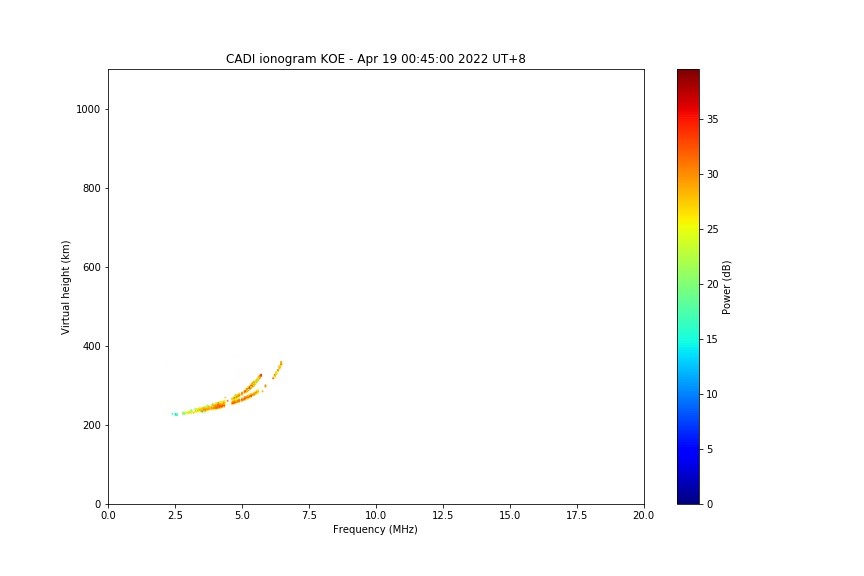 CADI ionogram KOE - Apr 19 00:45:00 2022 UT+8
1000
800
600
400
200
0
Virtual height (km)
0.0 2.5 5.0 7.5 10.0 12.5 15.0 17.5 20.0
Frequency (MHz)
35
30
25
20
15
10
5
0
Power (dB)